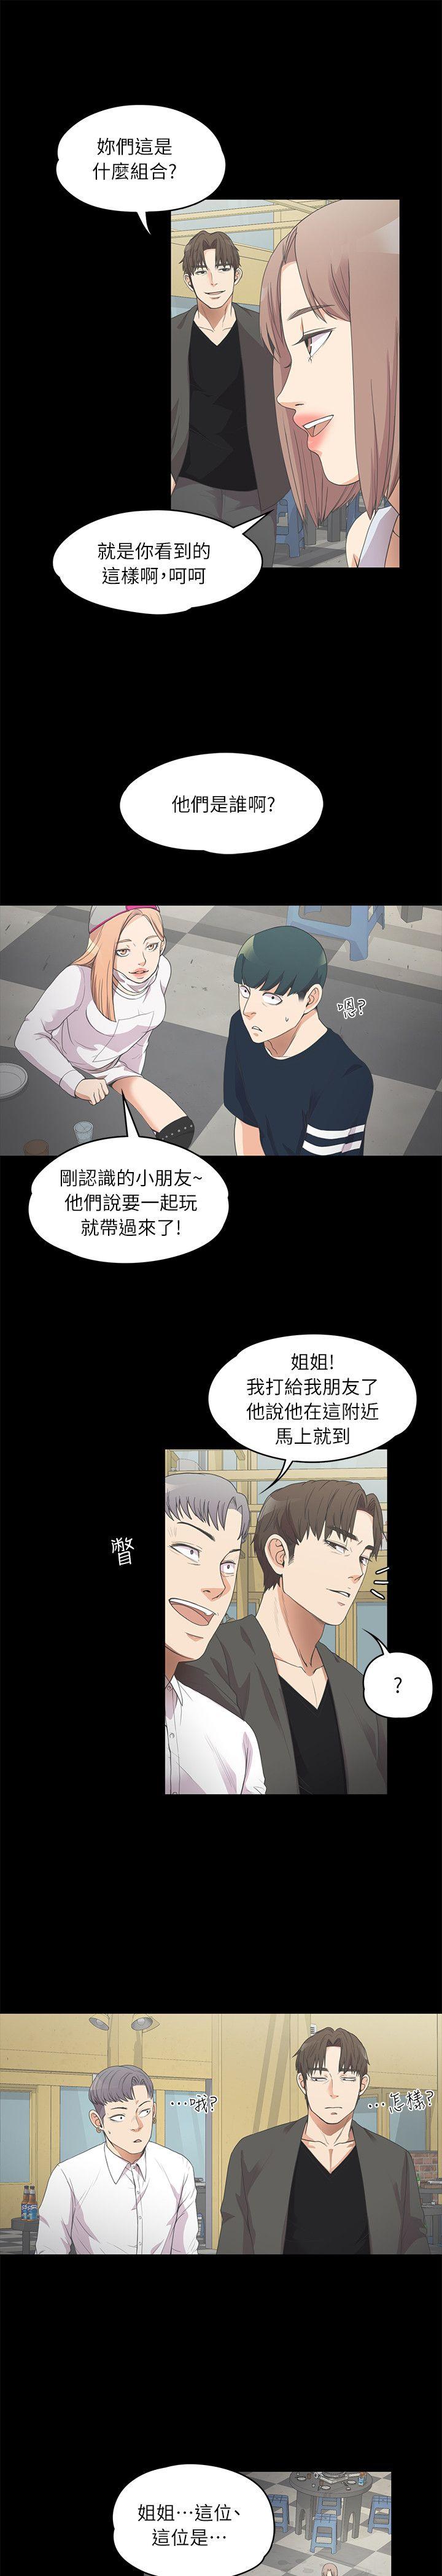 妳們這是
什麼組合?
就是你看到的
這樣啊,呵呵
他們是誰啊?
嗯?
剛認識的小朋友~
他們說要一起玩
就帶過來了!
姐姐!
我打給我朋友了
他說他在這附近
馬上就到
瞥
?
…哦?
…怎樣?
姐姐…這位、
這位是…